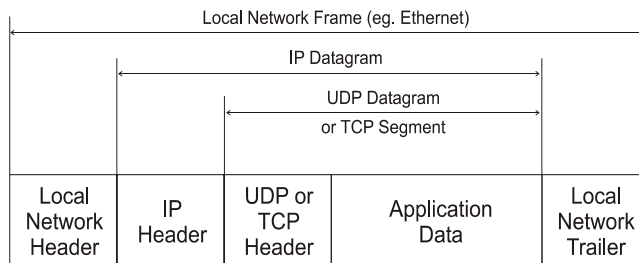 Local Network Frame (eg. Ethernet)
IP Datagram
UDP Datagram
or TCP Segment
Local
Network
Header
IP
Header
UDP or
TCP
Header
Application
Data
Local
Network
Trailer